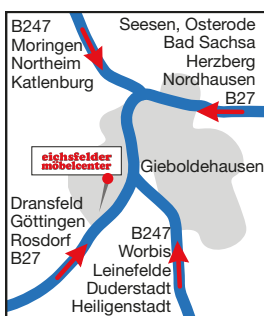 B247
Moringen
Northeim
Katlenburg
Seesen, Osterode
Bad Sachsa
Herzberg
Nordhausen
B27
eichsfelder
möbelcenter
Gieboldehausen
Dransfeld
Göttingen
Rosdorf
B27
B247
Worbis
Leinefelde
Duderstadt
Heiligenstadt